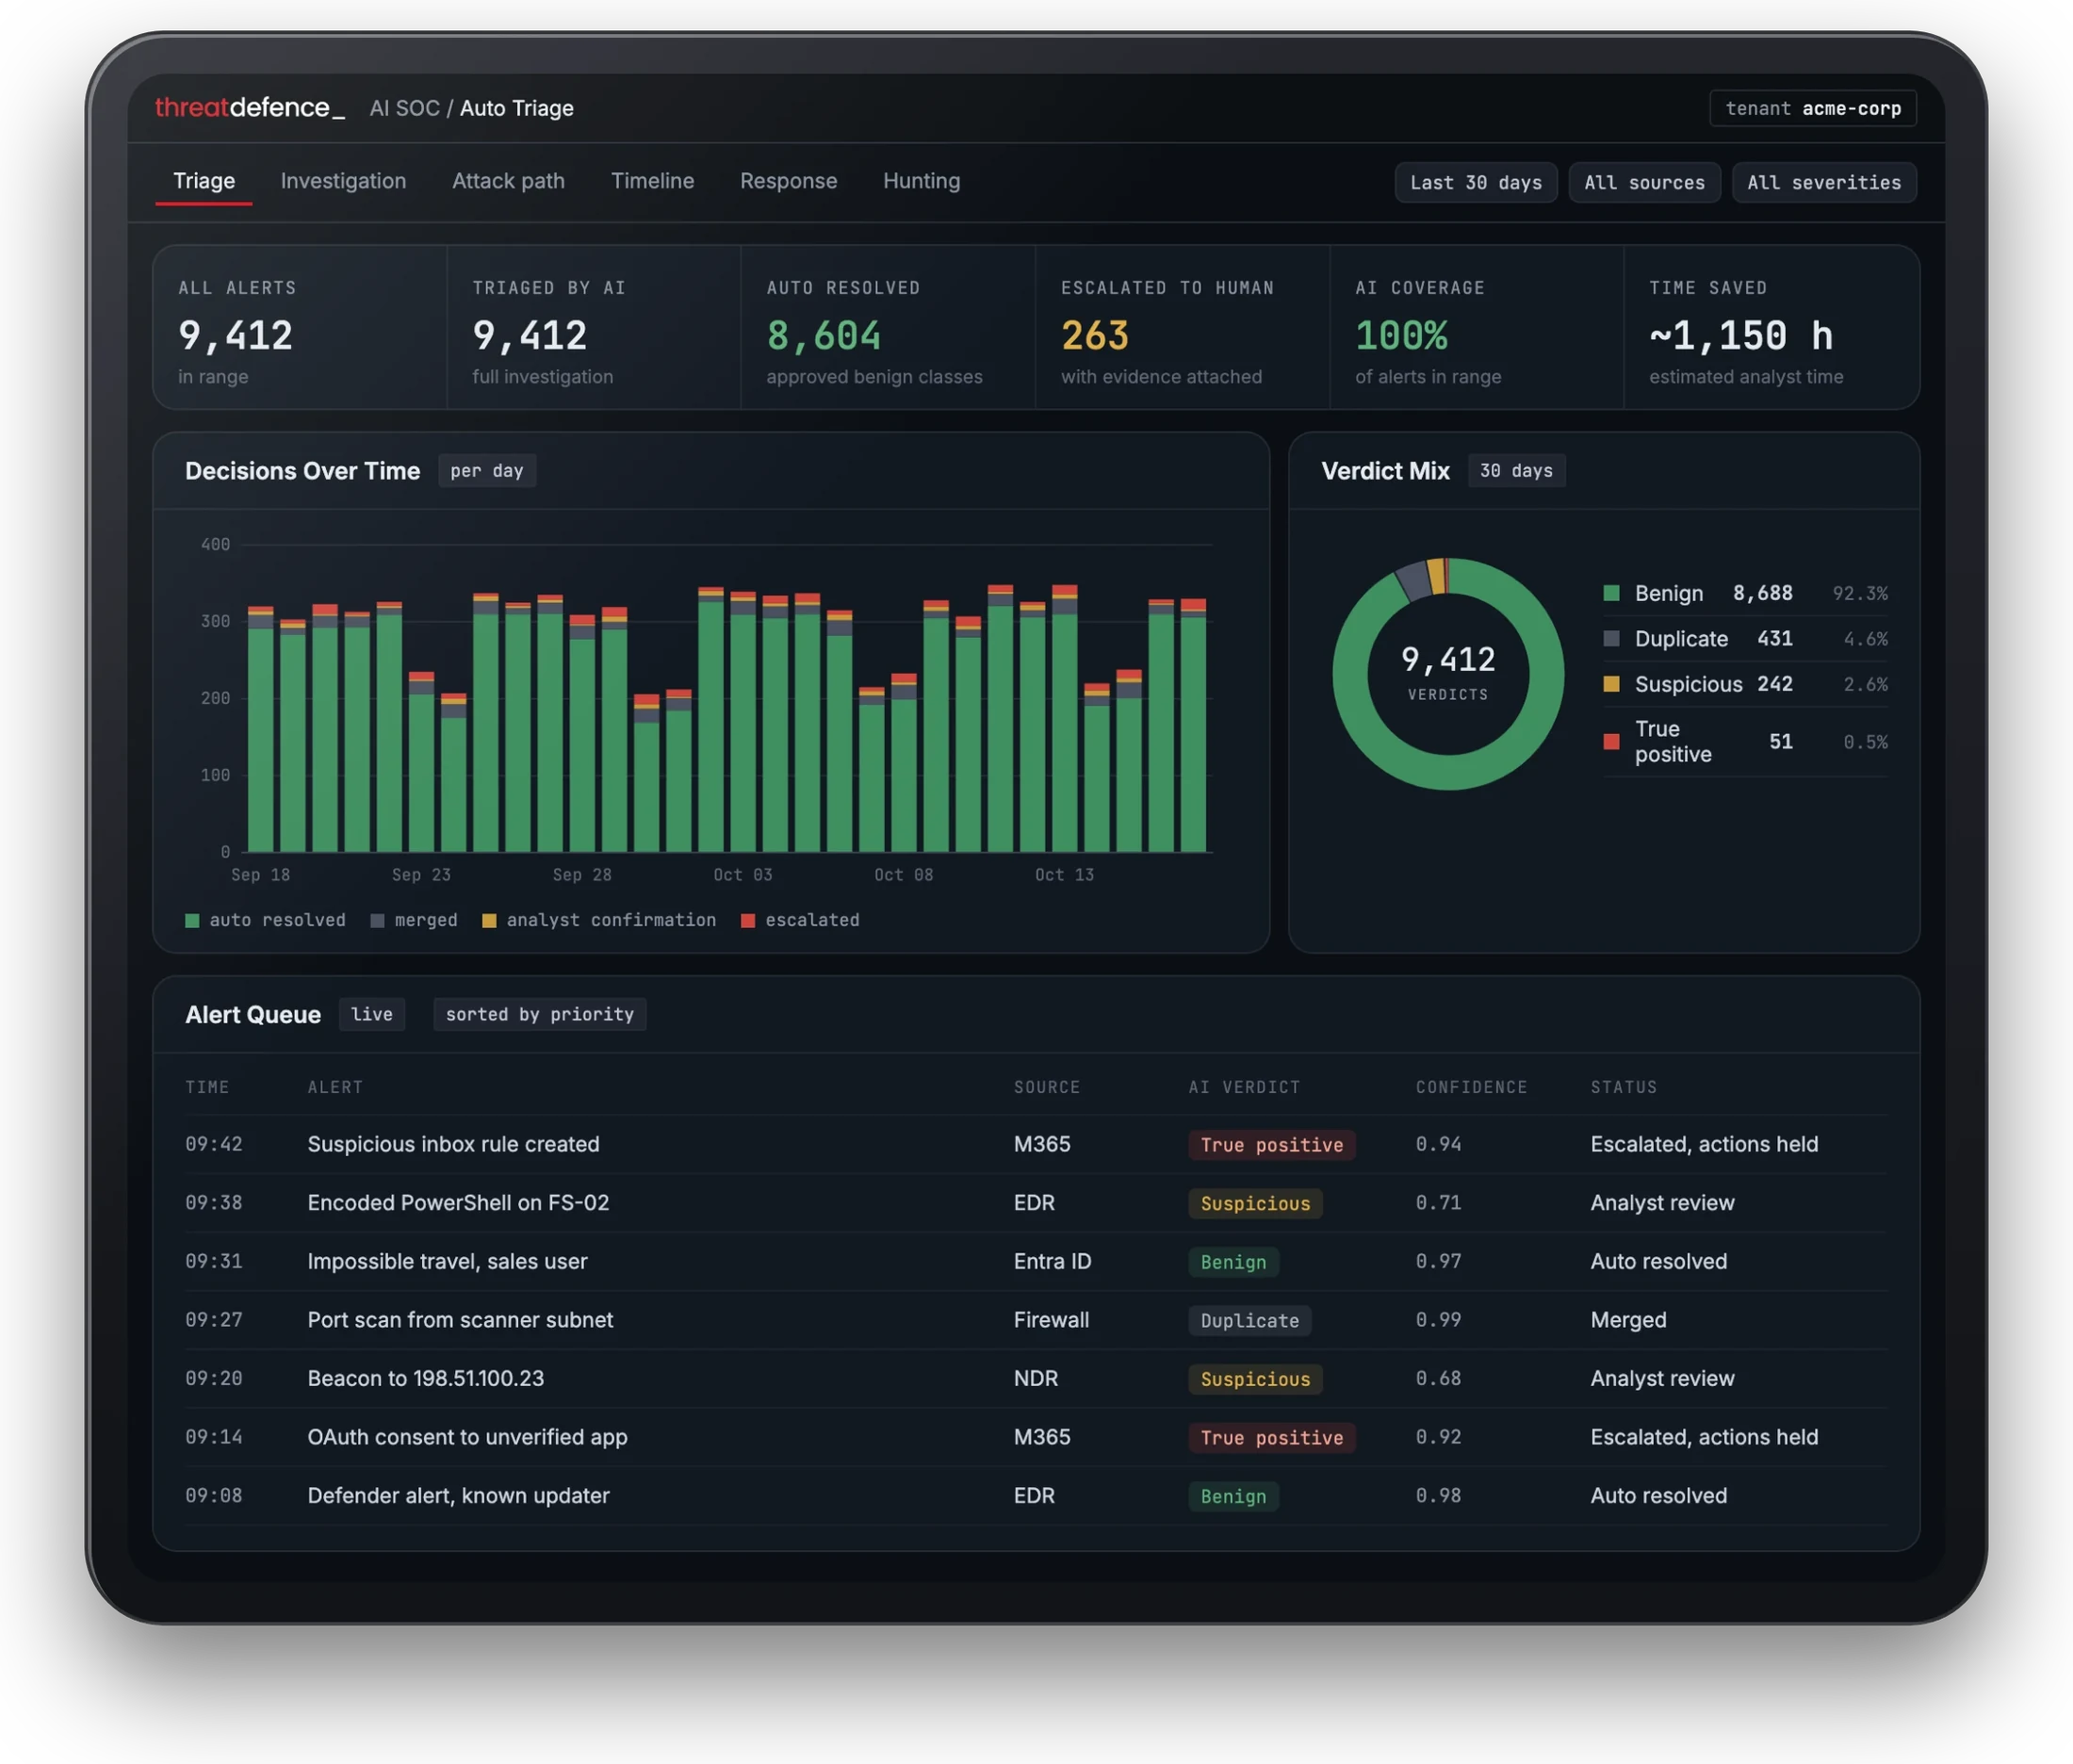 threatdefence_ AI SOC / Auto Triage tenant acme-corp
Triage Investigation Attack path Timeline Response Hunting Last 30 days All sources All severities
ALL ALERTS TRIAGED BY AI AUTO RESOLVED ESCALATED TO HUMAN AI COVERAGE TIME SAVED
9,412 9,412 8,604 263 100% ~1,150 h
in range full investigation approved benign classes with evidence attached of alerts in range estimated analyst time
Decisions Over Time per day
400
300
200
100
0
Sep 18 Sep 23 Sep 28 Oct 03 Oct 08 Oct 13
auto resolved merged analyst confirmation escalated
Verdict Mix 30 days
9,412
VERDICTS
Benign 8,688 92.3%
Duplicate 431 4.6%
Suspicious 242 2.6%
True
positive 51 0.5%
Alert Queue live sorted by priority
TIME ALERT SOURCE AI VERDICT CONFIDENCE STATUS
09:42 Suspicious inbox rule created M365 True positive 0.94 Escalated, actions held
09:38 Encoded PowerShell on FS-02 EDR Suspicious 0.71 Analyst review
09:31 Impossible travel, sales user Entra ID Benign 0.97 Auto resolved
09:27 Port scan from scanner subnet Firewall Duplicate 0.99 Merged
09:20 Beacon to 198.51.100.23 NDR Suspicious 0.68 Analyst review
09:14 OAuth consent to unverified app M365 True positive 0.92 Escalated, actions held
09:08 Defender alert, known updater EDR Benign 0.98 Auto resolved